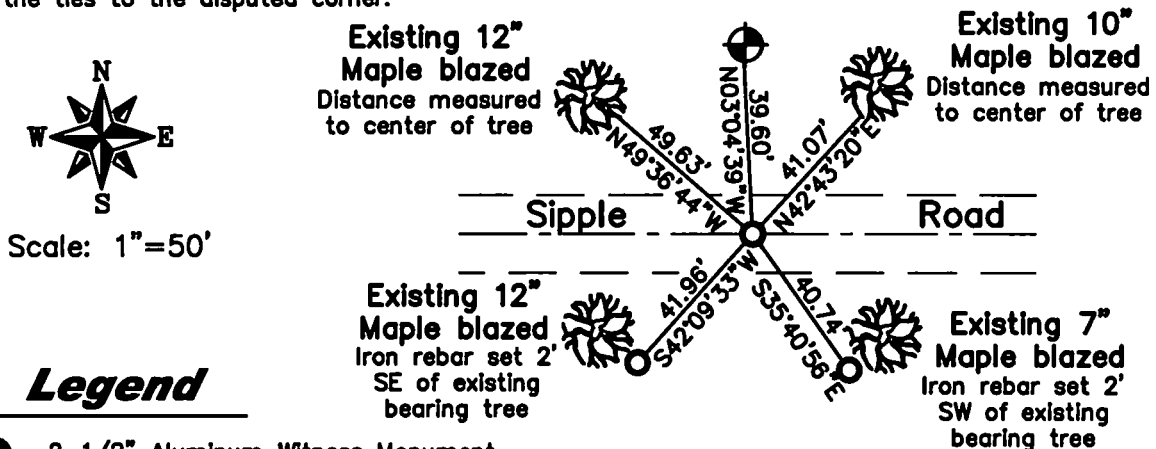 the ties to the disputed corner.
N
W E
S
Scale: 1"=50'
Existing 12"
Maple blazed
Distance measured
to center of tree
49.63'
N49°36'44"W
39.60'
N03°04'39"W
41.07'
N42°43'20"E
Existing 10"
Maple blazed
Distance measured
to center of tree
Sipple Road
Existing 12"
Maple blazed
Iron rebar set 2'
SE of existing
bearing tree
41.96'
S42°09'33"W
40.74'
S35°40'56"E
Existing 7"
Maple blazed
Iron rebar set 2'
SW of existing
bearing tree
Legend
Aluminum Witness Monument